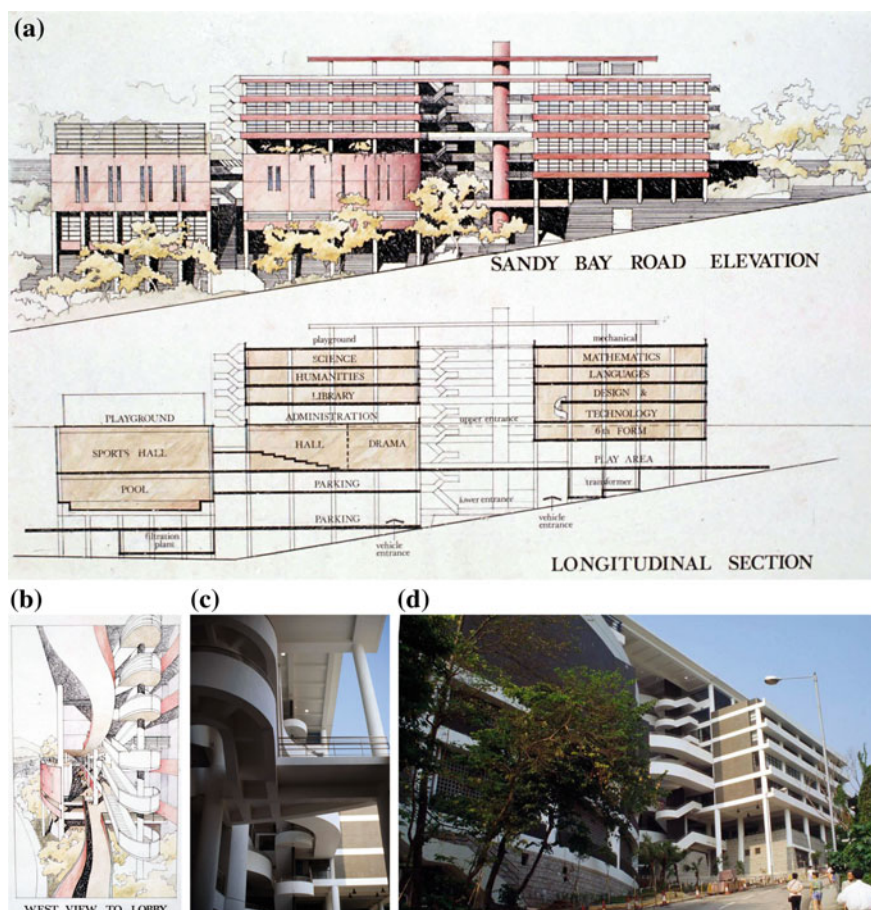 (a)
SANDY BAY ROAD ELEVATION
playground
mechanical
SCIENCE
MATHEMATICS
HUMANITIES
LANGUAGES
LIBRARY
DESIGN &
PLAYGROUND
ADMINISTRATION
upper entrance
TECHNOLOGY
6th FORM
SPORTS HALL
HALL
DRAMA
PLAY AREA
POOL
PARKING
lower entrance
transformer
PARKING
filtration
plant
vehicle
entrance
vehicle
entrance
LONGITUDINAL SECTION
(b)
(c)
(d)
WEST VIEW TO LOBBY